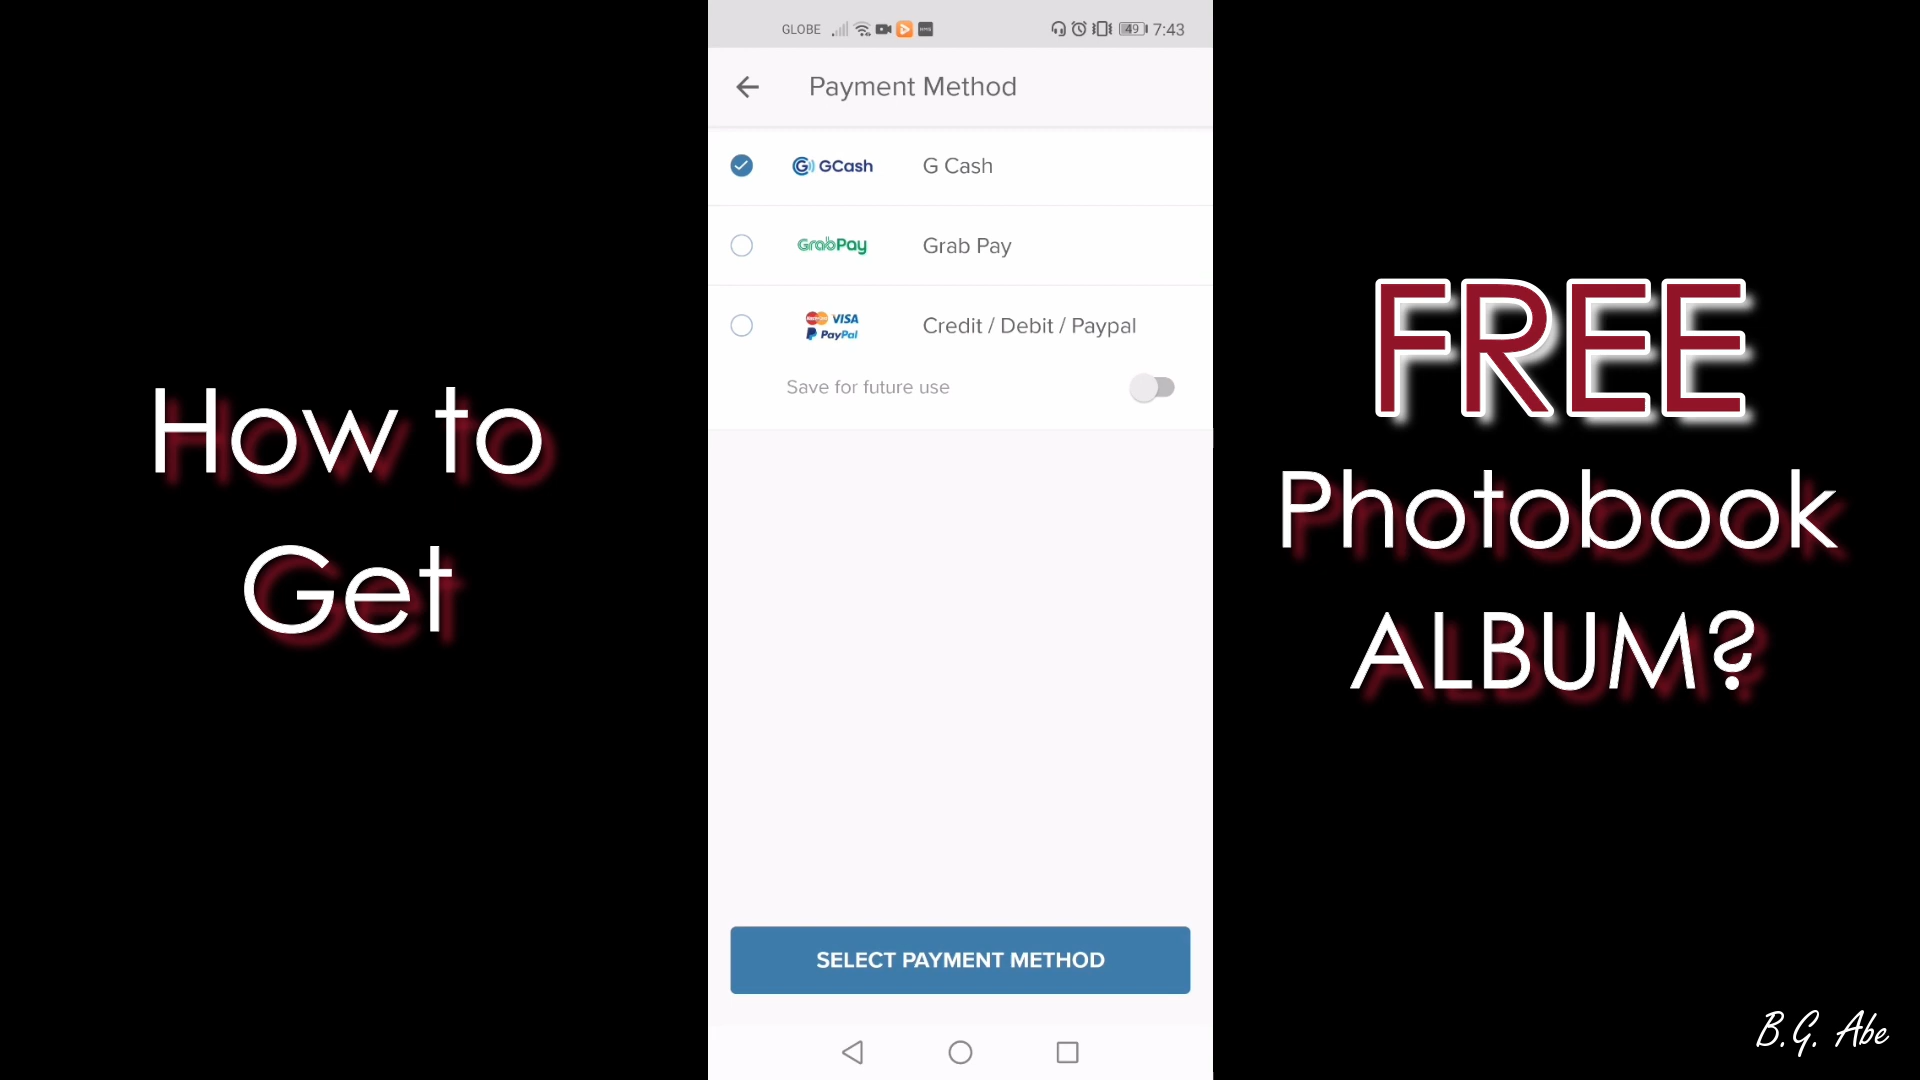 How to
Get
GLOBE 49 7:43
Payment Method
GCash G Cash
GrabPay Grab Pay
VISA
PayPal
Credit / Debit / Paypal
Save for future use
SELECT PAYMENT METHOD
FREE
Photobook
ALBUM?
B.G. Abe